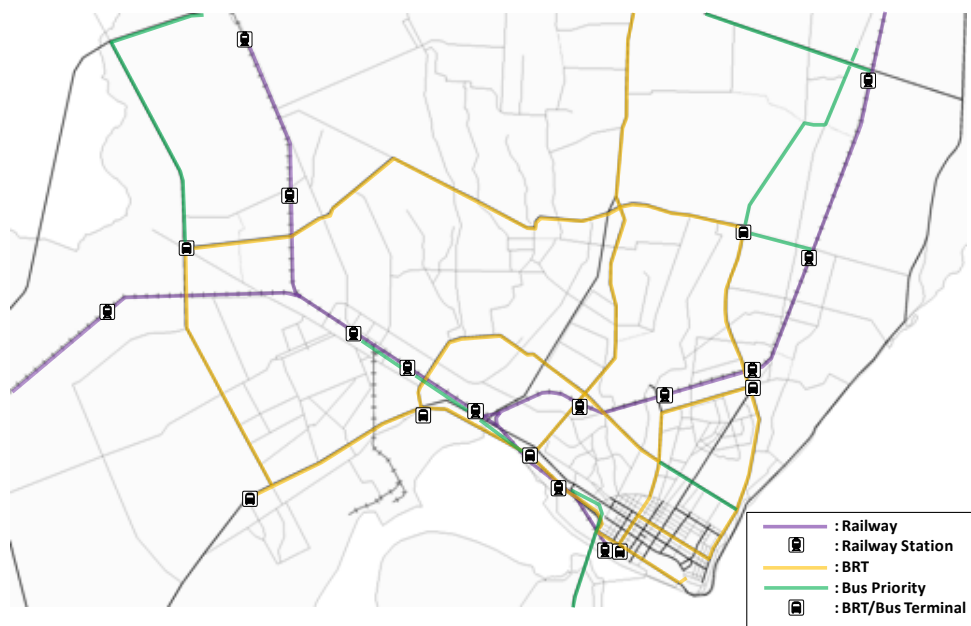 : Railway
: Railway Station
: BRT
: Bus Priority
: BRT/Bus Terminal